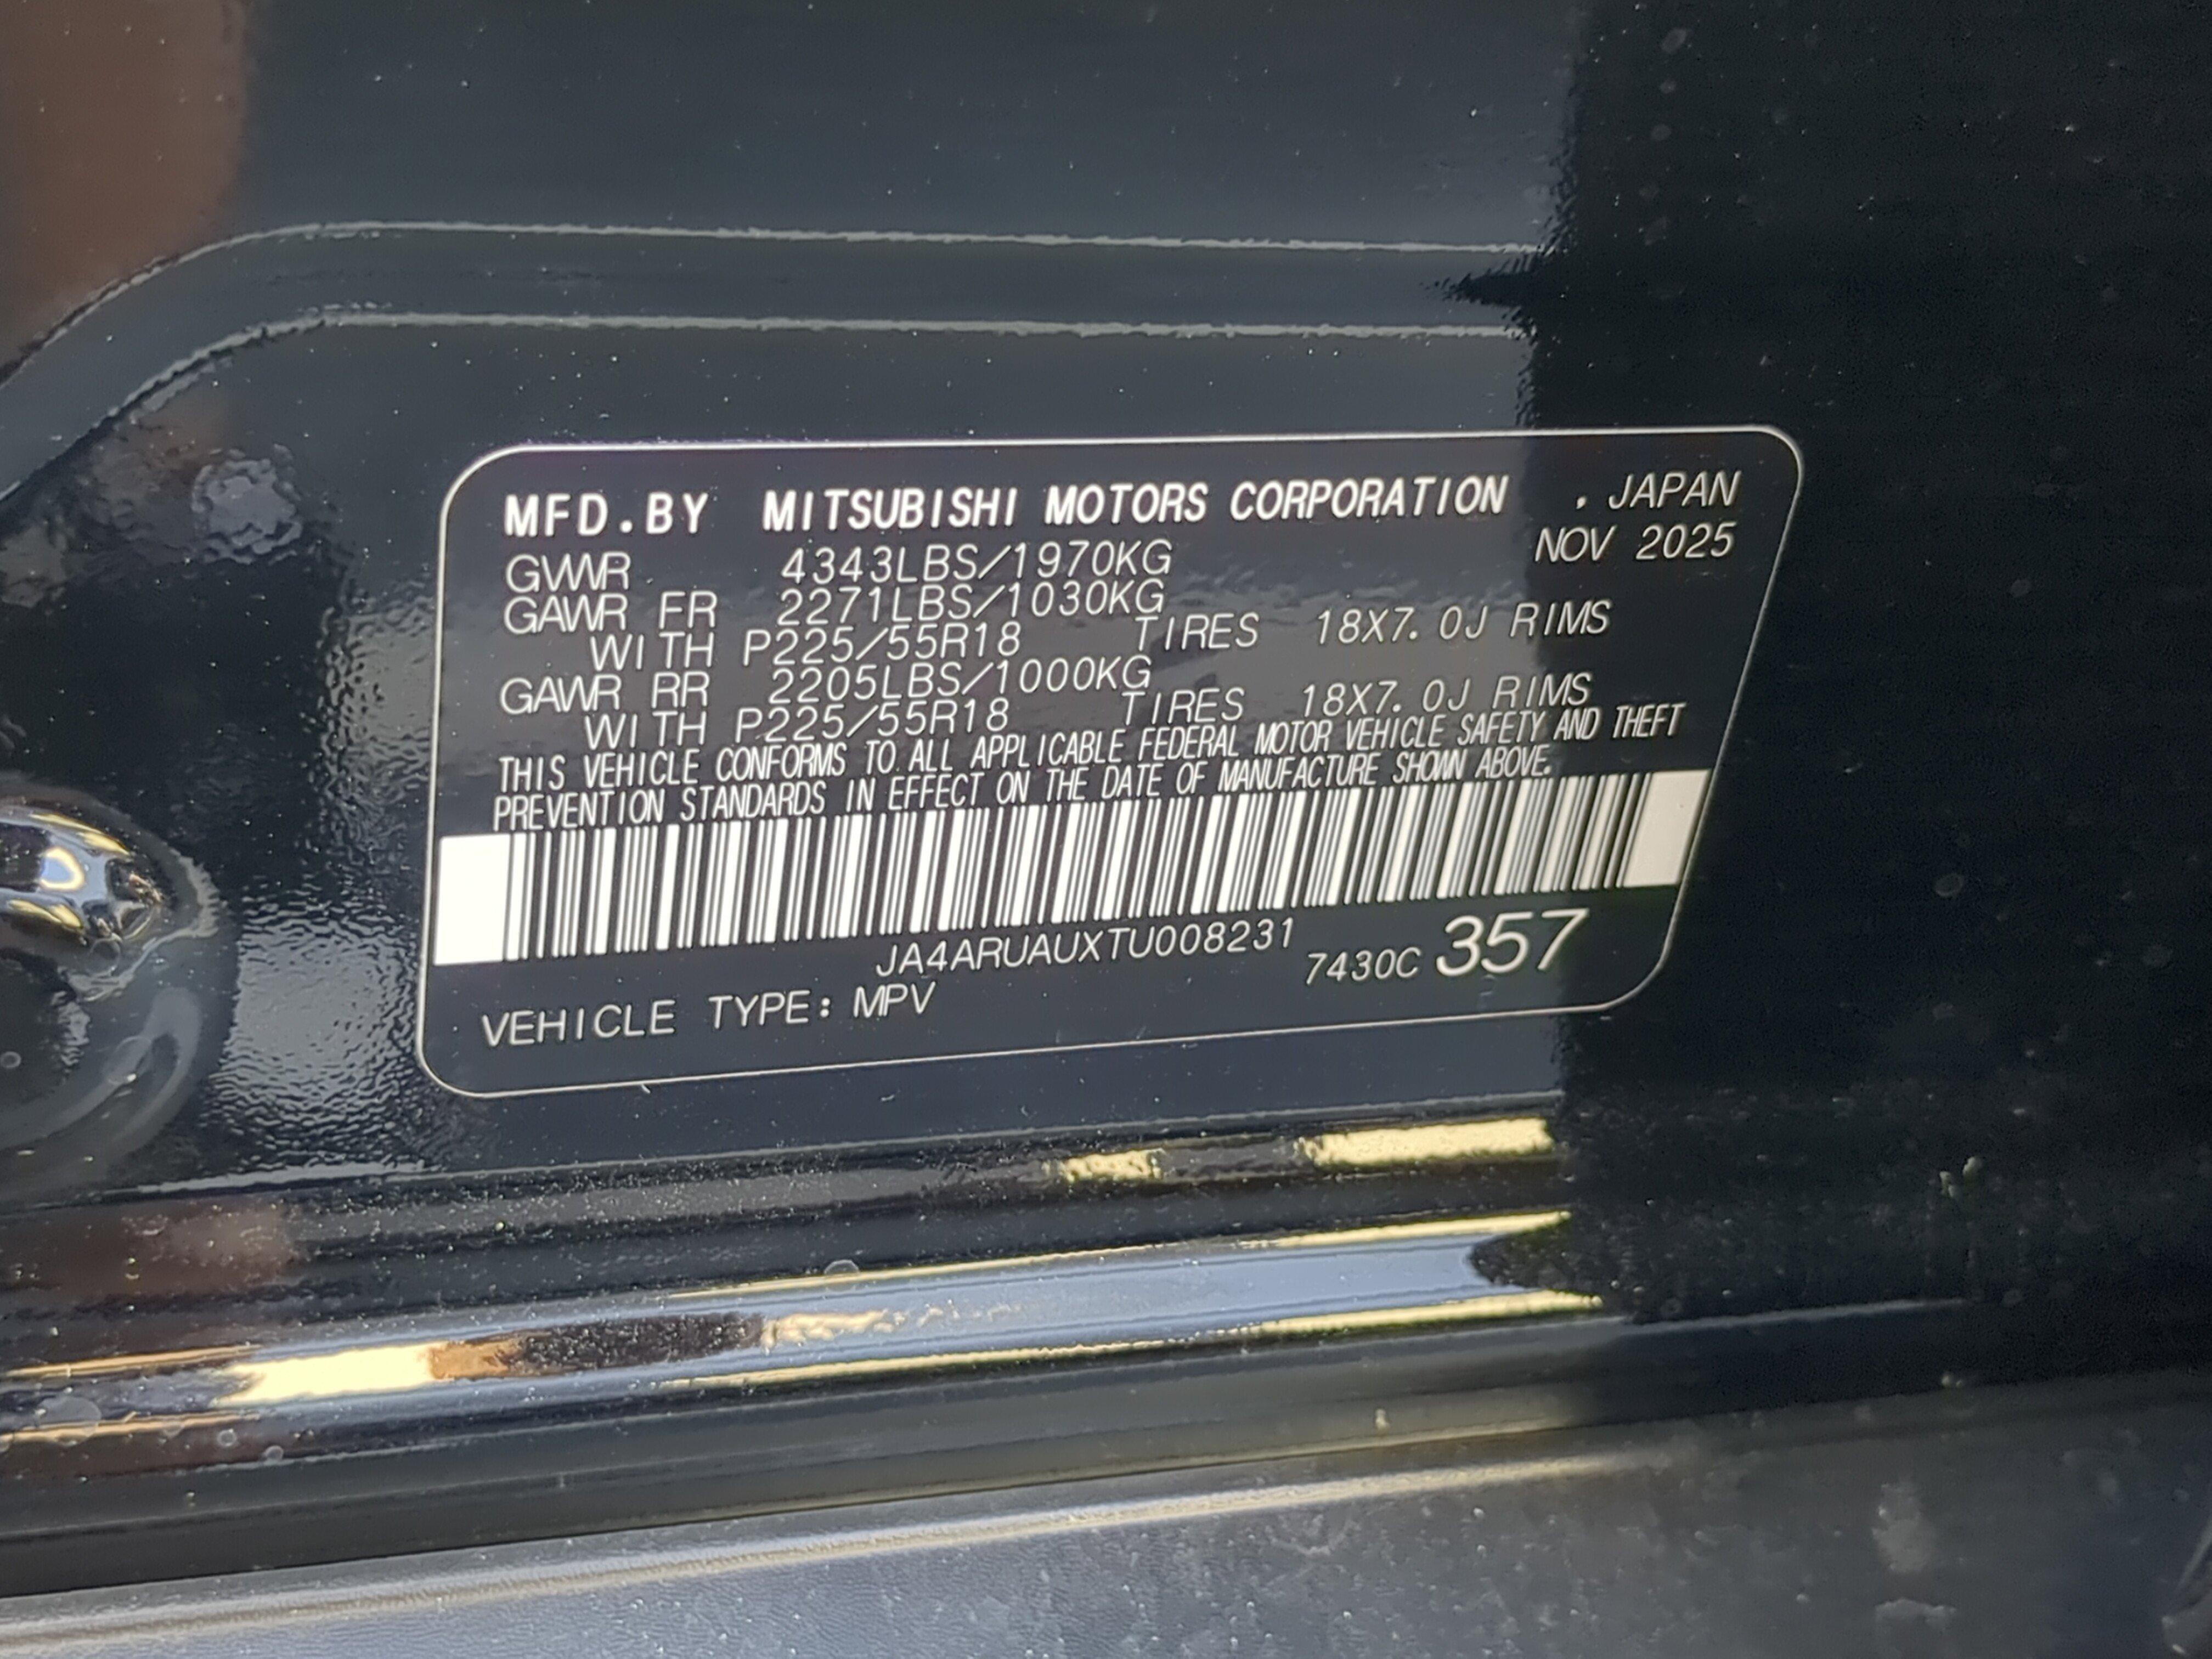 MFD.BY MITSUBISHI MOTORS CORPORATION . JAPAN
NOV 2025
GVWR 4343LBS/1970KG
GAWR FR 2271LBS/1030KG
WITH P225/55R18 TIRES 18X7.0J RIMS
GAWR RR 2205LBS/1000KG
WITH P225/55R18 TIRES 18X7.0J RIMS
THIS VEHICLE CONFORMS TO ALL APPLICABLE FEDERAL MOTOR VEHICLE SAFETY AND THEFT
PREVENTION STANDARDS IN EFFECT ON THE DATE OF MANUFACTURE SHOWN ABOVE.
JA4ARUAUXTU008231
7430C 357
VEHICLE TYPE: MPV